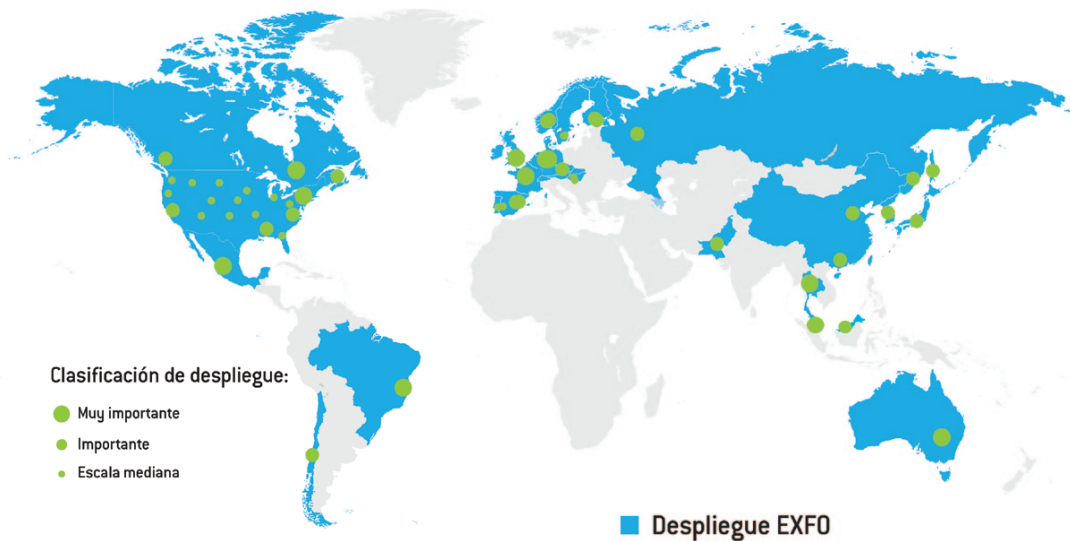 Clasificación de despliegue:
Muy importante
Importante
Escala mediana
Despliegue EXFO